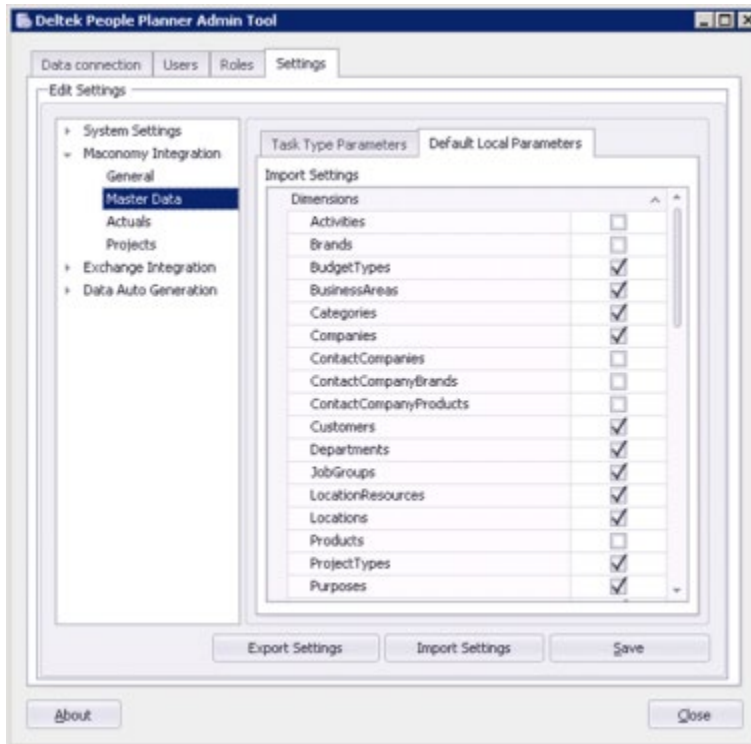 Deltek People Planner Admin Tool
Data connection Users Roles Settings
Edit Settings
System Settings
Maconomy Integration
General
Master Data
Actuals
Projects
Exchange Integration
Data Auto Generation
Task Type Parameters Default Local Parameters
Import Settings
Dimensions
Activities
Brands
BudgetTypes
BusinessAreas
Categories
Companies
ContactCompanies
ContactCompanyBrands
ContactCompanyProducts
Customers
Departments
JobGroups
LocationResources
Locations
Products
ProjectTypes
Purposes
Export Settings Import Settings Save
About Close